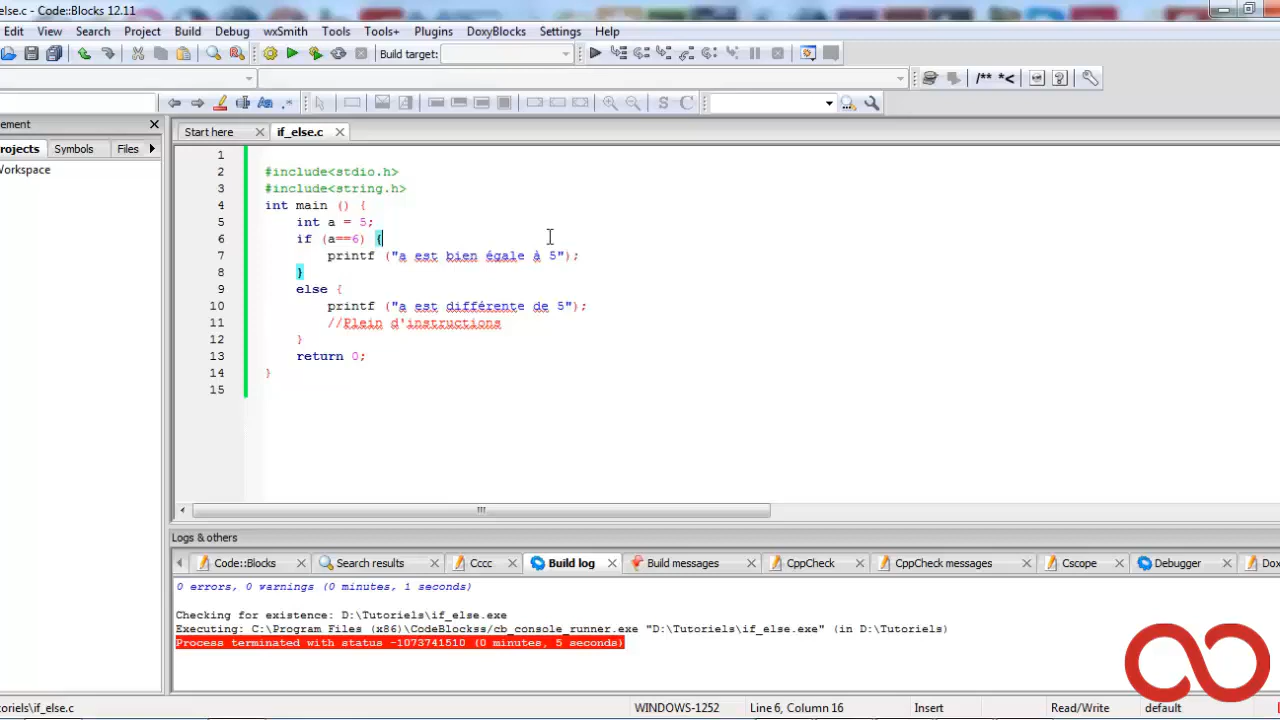 else.c - Code::Blocks 12.11
Edit View Search Project Build Debug wxSmith Tools Tools+ Plugins DoxyBlocks Settings Help
Build target:
/** *<
S C
ement
Start here if_else.c
rojects Symbols Files
Workspace
1
2 #include<stdio.h>
3 #include<string.h>
4 int main () {
5 int a = 5;
6 if (a==6) {
7 printf ("a est bien égale à 5");
8 }
9 else {
10 printf ("a est différente de 5");
11 //Plein d'instructions
12 }
13 return 0;
14 }
15
Logs & others
Code::Blocks Search results Cccc Build log Build messages CppCheck CppCheck messages Cscope Debugger Dox
0 errors, 0 warnings (0 minutes, 1 seconds)
Checking for existence: D:\Tutoriels\if_else.exe
Executing: C:\Program Files (x86)\CodeBlockss/cb_console_runner.exe "D:\Tutoriels\if_else.exe" (in D:\Tutoriels)
Process terminated with status -1073741510 (0 minutes, 5 seconds)
toriels\if_else.c WINDOWS-1252 Line 6, Column 16 Insert Read/Write default